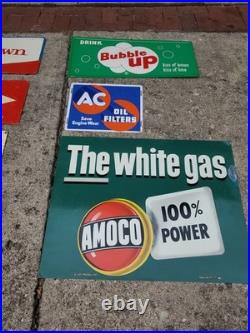 DRINK
Bubble up
kiss of lemon
kiss of lime
own
AC
OIL
FILTERS
Save
Engine Wear
The white gas
AMOCO
100%
POWER